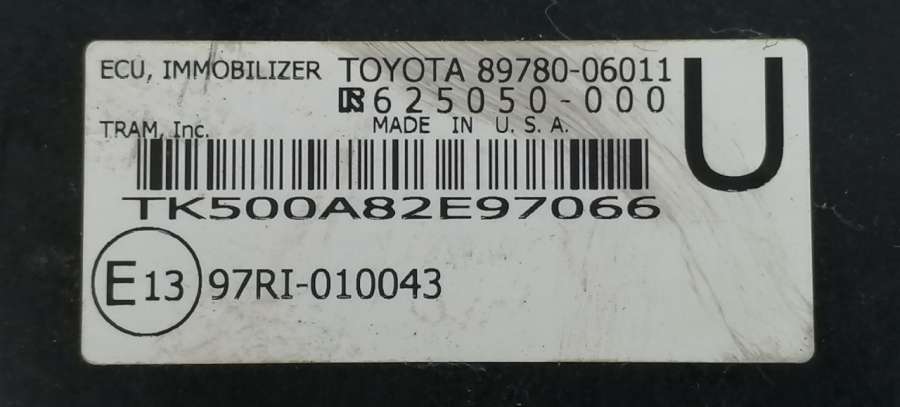 ECU, IMMOBILIZER TOYOTA 89780-06011
625050-000
TRAM, Inc. MADE IN U.S.A.
U
TK500A82E97066
E13 97RI-010043